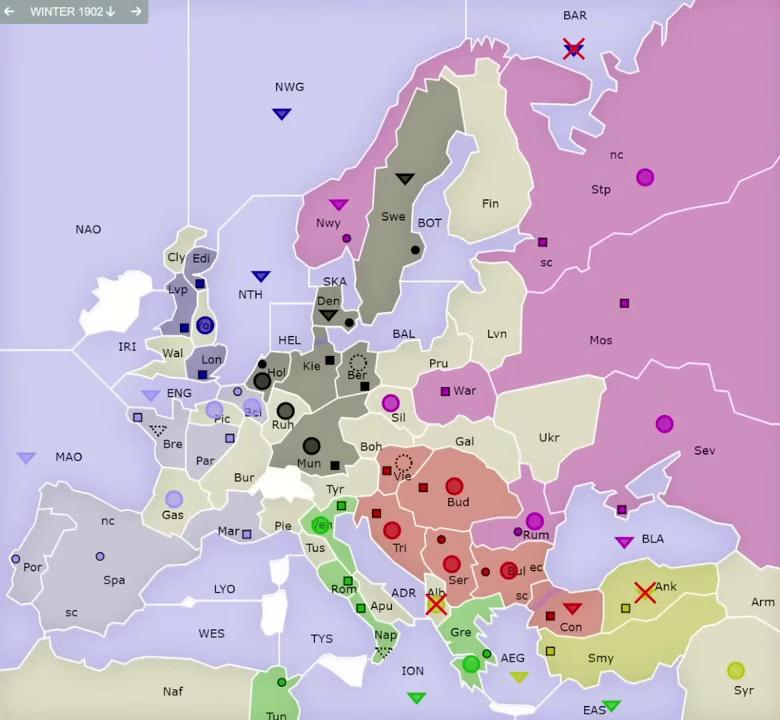 ← WINTER 1902↓ →
BAR
NWG
nc
Stp
Fin
Nwy
Swe
BOT
NAO
Cly
Edi
sc
SKA
Lvp
NTH
Den
Mos
IRI
Wal
HEL
BAL
Lvn
Lon
Hol
Kie
Ber
Pru
War
ENG
Pic
Bel
Ruh
Sil
Bre
Ukr
Par
Mun
Boh
Gal
Sev
MAO
Bur
Vie
Tyr
Bud
Gas
nc
Mar
Pie
Ven
Tri
Rum
BLA
Por
Spa
Tus
Ser
Bul
ec
LYO
ADR
Alb
sc
Ank
Arm
sc
Rom
Apu
Con
WES
TYS
Nap
Gre
AEG
Smy
ION
Syr
Naf
Tun
EAS